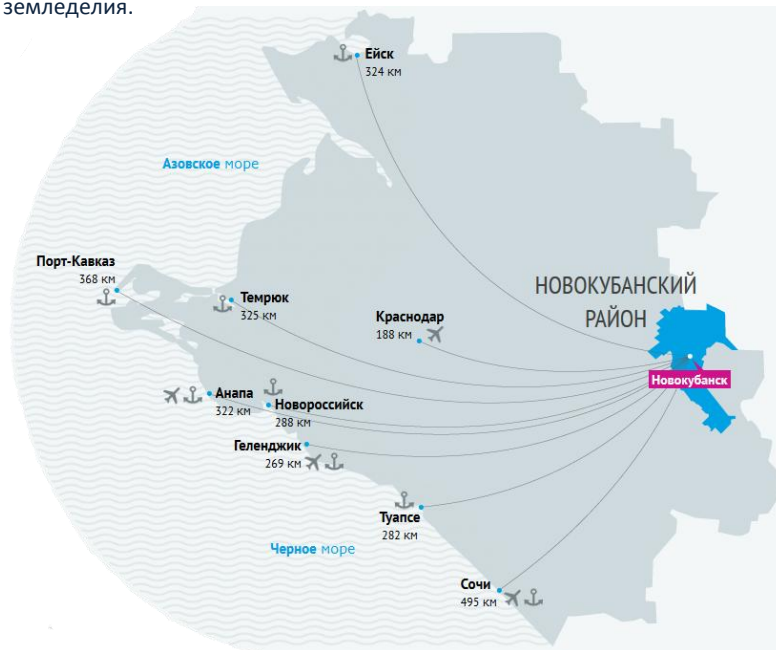 земледелия.
Ейск
324 км
Азовское море
Порт-Кавказ
368 км
НОВОКУБАНСКИЙ
РАЙОН
Темрюк
325 км
Краснодар
188 км
Новокубанск
Анапа
322 км
Новороссийск
288 км
Геленджик
269 км
Туапсе
282 км
Черное море
Сочи
495 км